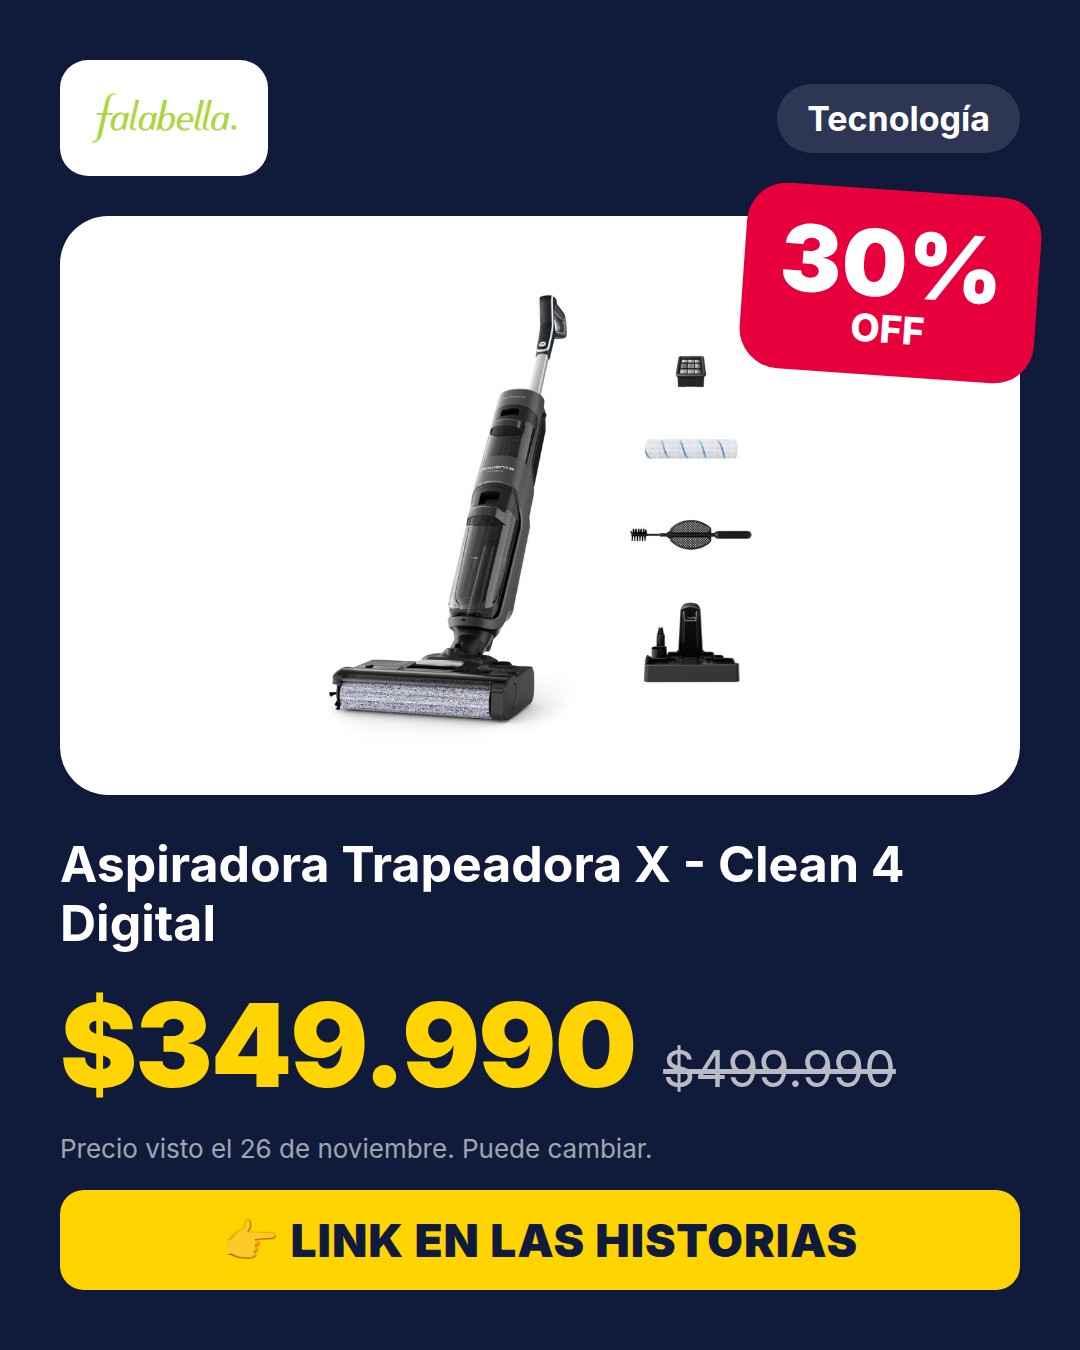 falabella.
Tecnología
30%
OFF
Aspiradora Trapeadora X - Clean 4
Digital
$349.990 $499.990
Precio visto el 26 de noviembre. Puede cambiar.
👉 LINK EN LAS HISTORIAS